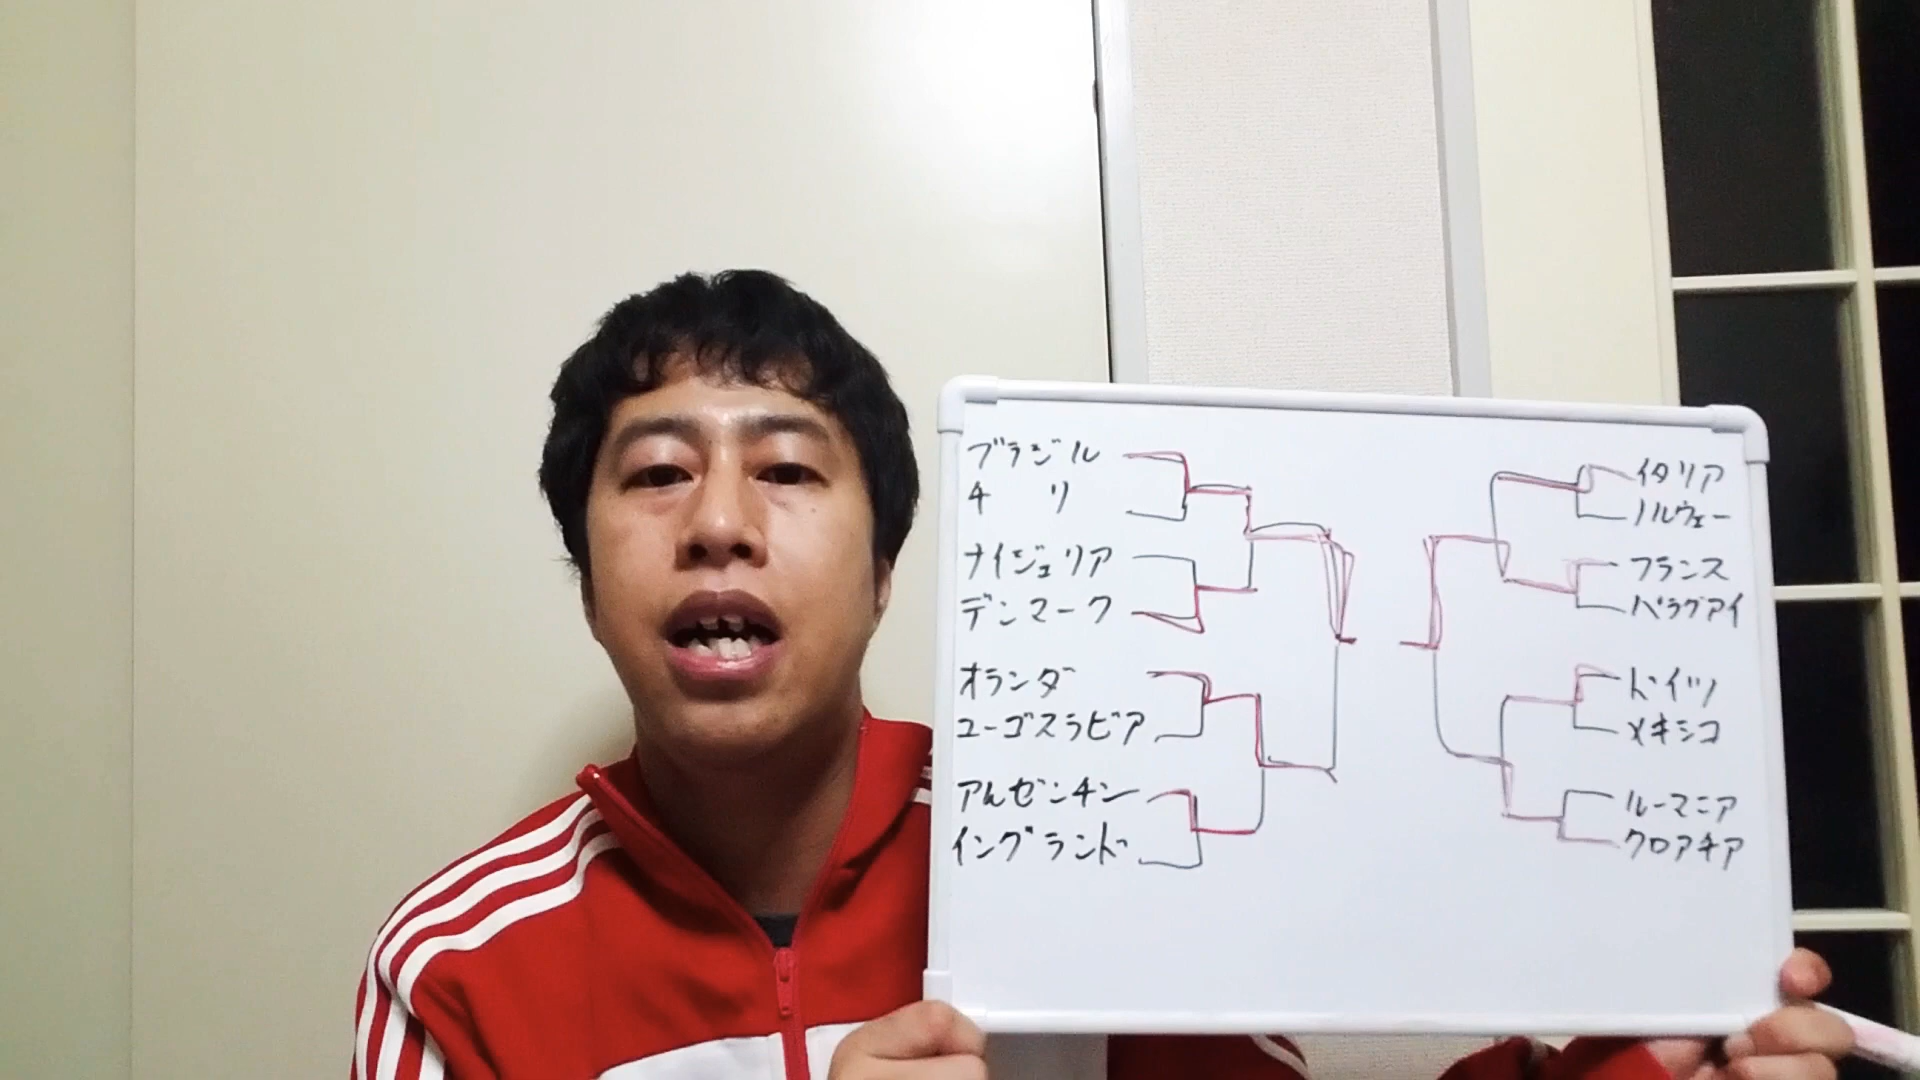 ブラジル
チリ
ナイジェリア
デンマーク
オランダ
ユーゴスラビア
アルゼンチン
イングランド
イタリア
ノルウェー
フランス
パラグアイ
ドイツ
メキシコ
ルーマニア
クロアチア